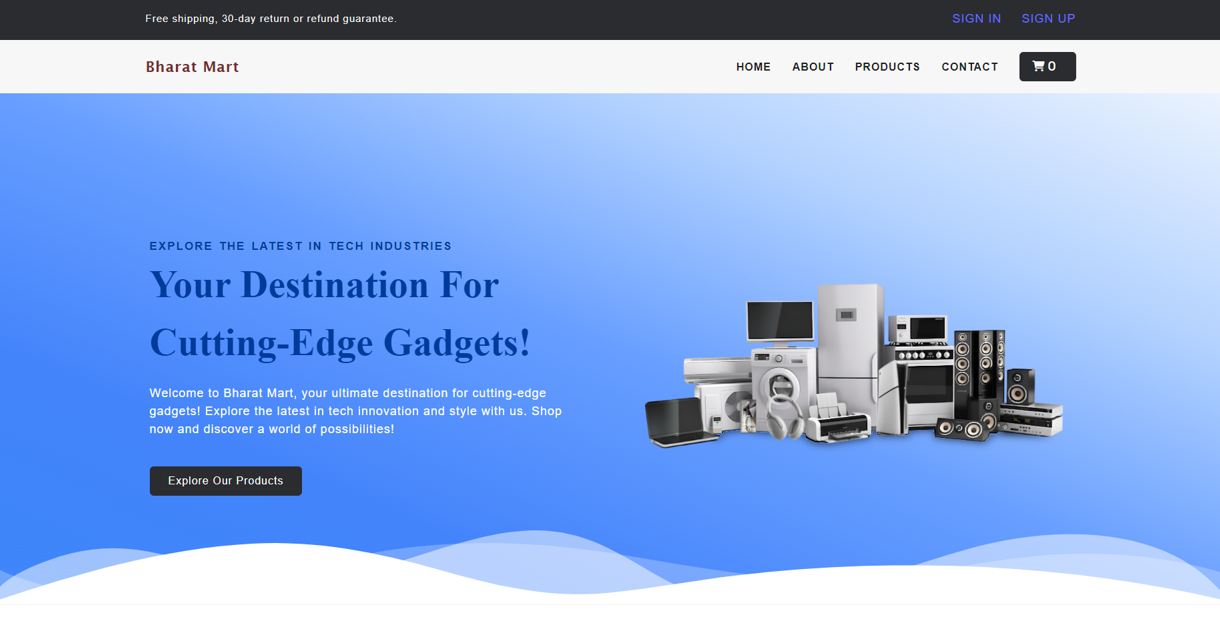 Free shipping, 30-day return or refund guarantee.
SIGN IN SIGN UP
Bharat Mart
HOME ABOUT PRODUCTS CONTACT 0
EXPLORE THE LATEST IN TECH INDUSTRIES
Your Destination For
Cutting-Edge Gadgets!
Welcome to Bharat Mart, your ultimate destination for cutting-edge
gadgets! Explore the latest in tech innovation and style with us. Shop
now and discover a world of possibilities!
Explore Our Products